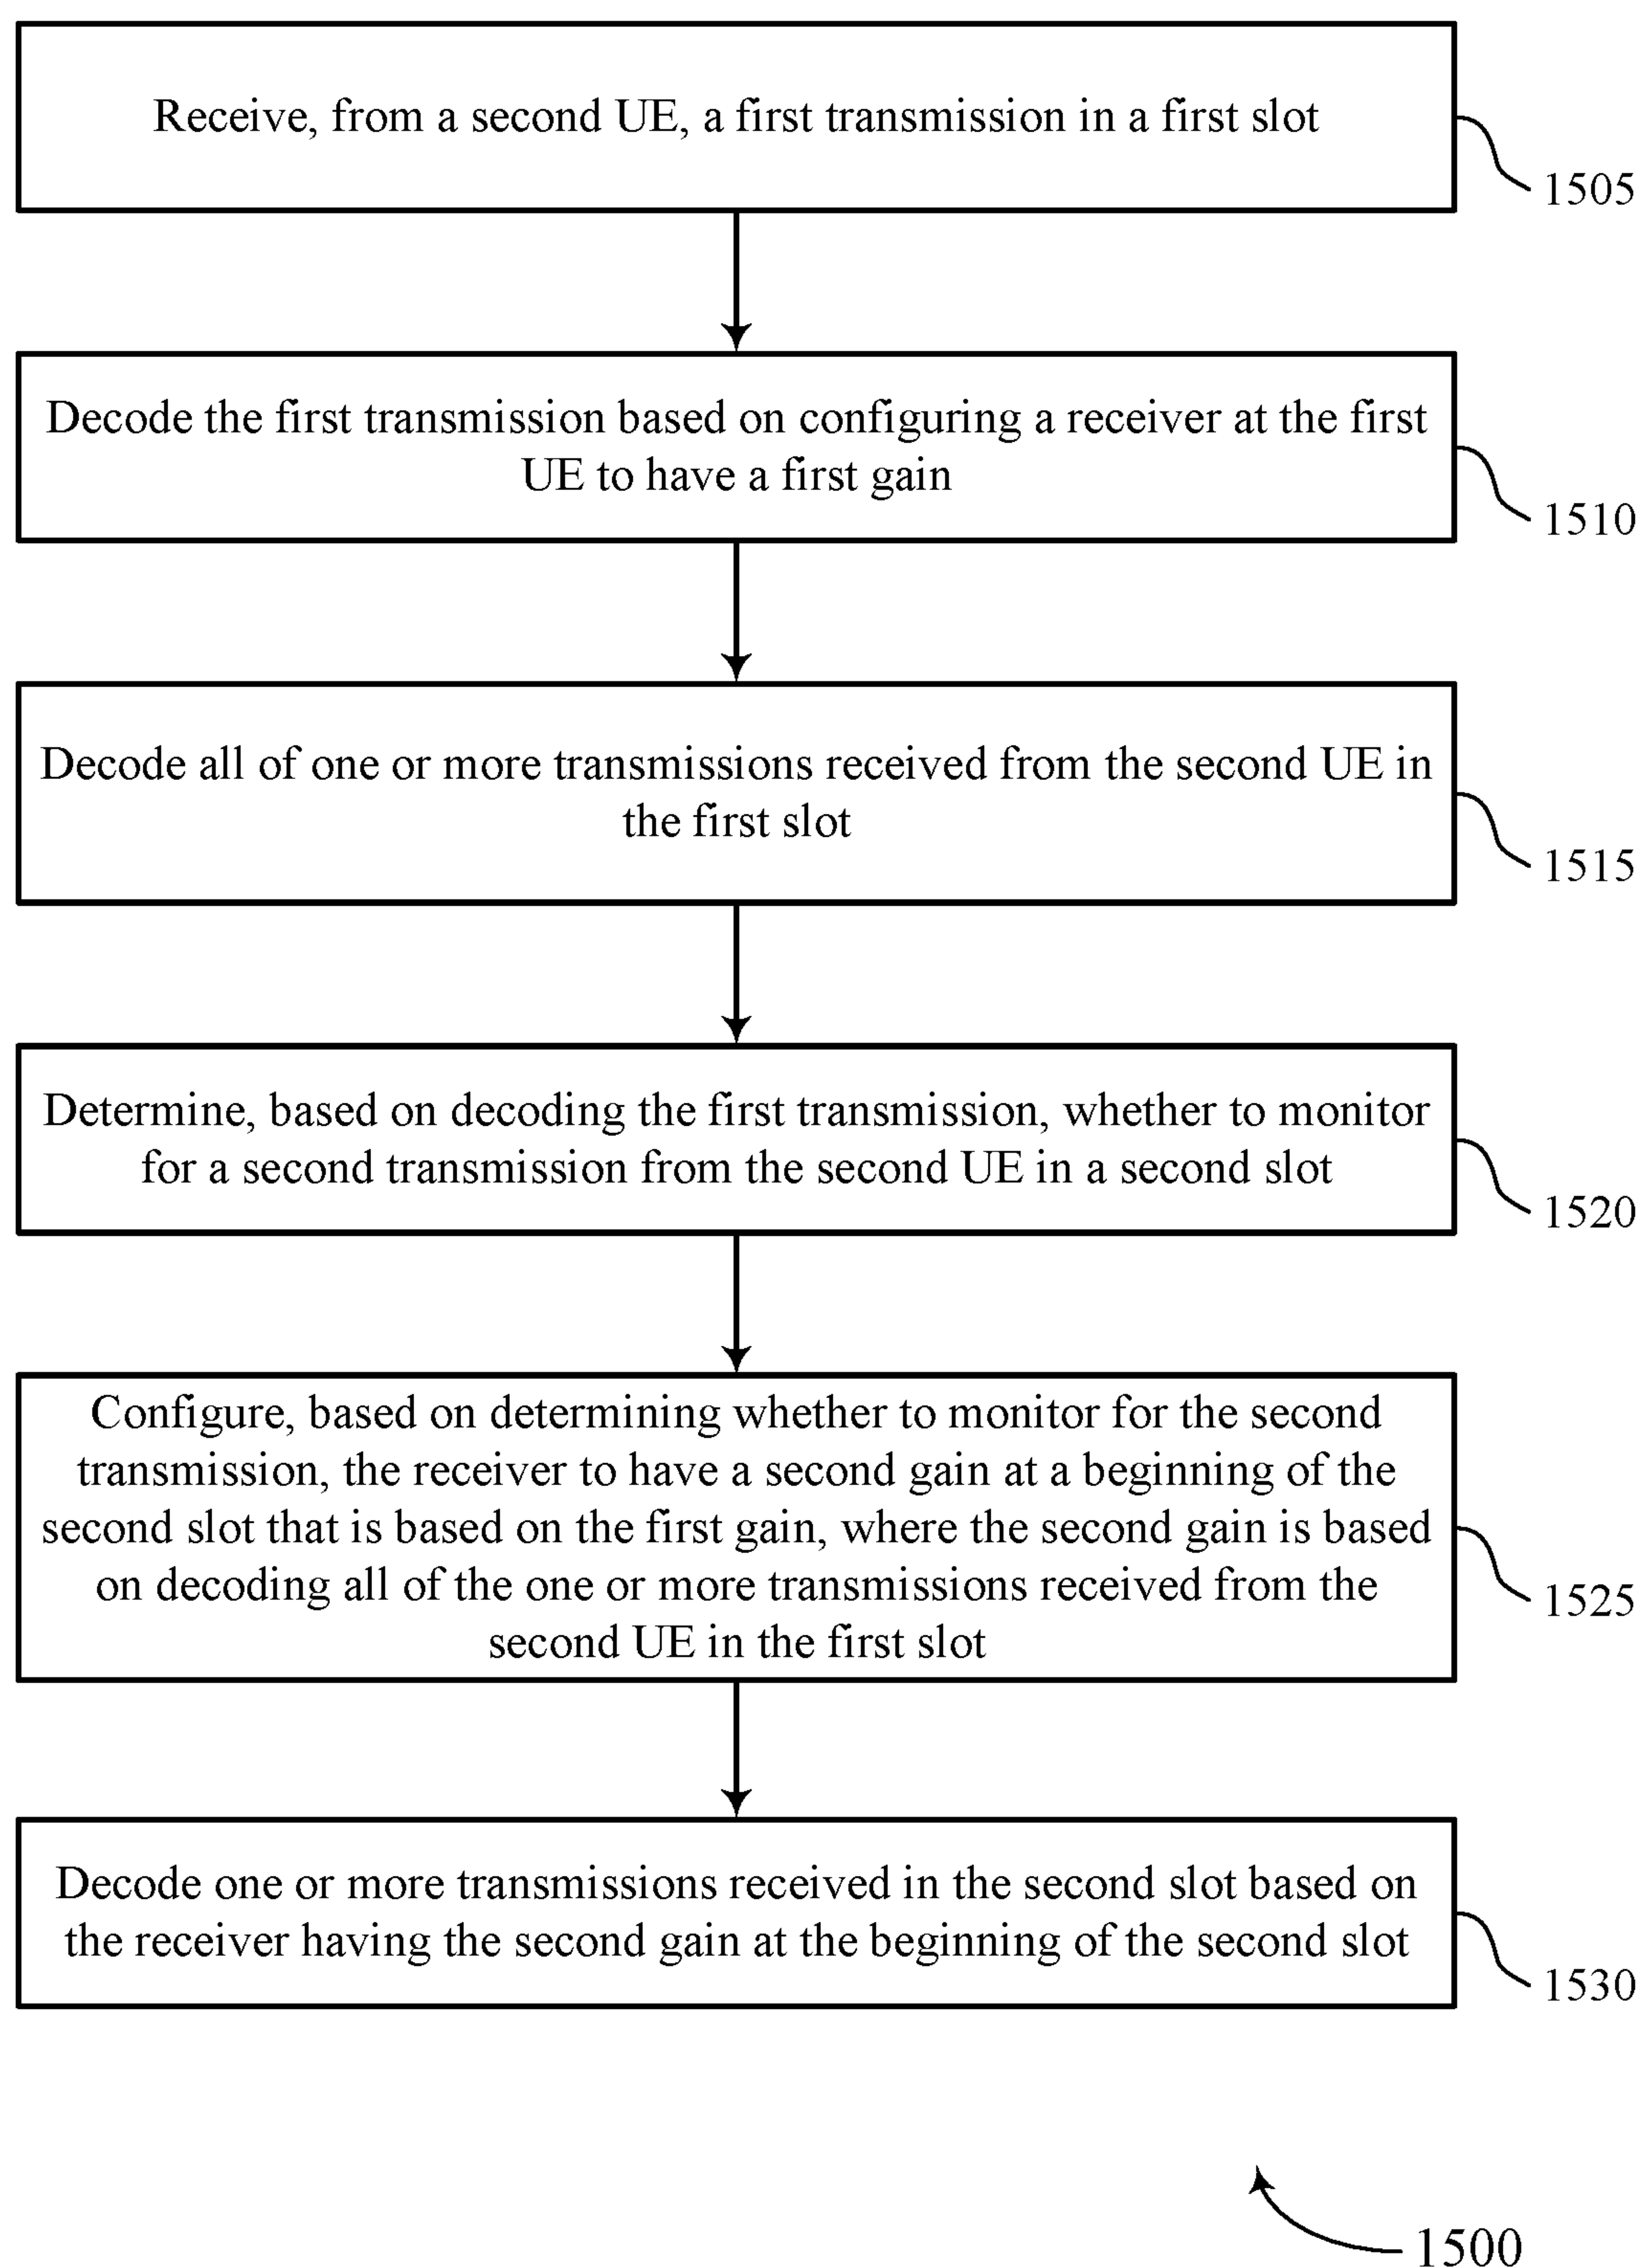 Receive, from a second UE, a first transmission in a first slot
1505
Decode the first transmission based on configuring a receiver at the first
UE to have a first gain
1510
Decode all of one or more transmissions received from the second UE in
the first slot
1515
Determine, based on decoding the first transmission, whether to monitor
for a second transmission from the second UE in a second slot
1520
Configure, based on determining whether to monitor for the second
transmission, the receiver to have a second gain at a beginning of the
second slot that is based on the first gain, where the second gain is based
on decoding all of the one or more transmissions received from the
second UE in the first slot
1525
Decode one or more transmissions received in the second slot based on
the receiver having the second gain at the beginning of the second slot
1530
1500